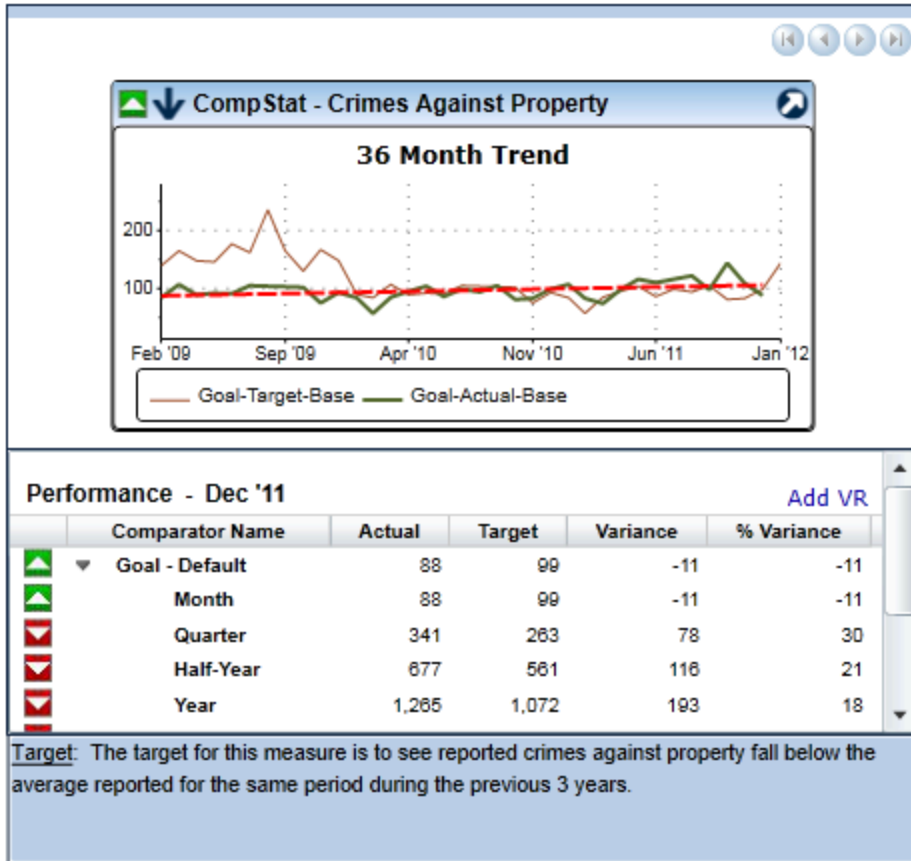 CompStat - Crimes Against Property
36 Month Trend
200
100
Feb '09 Sep '09 Apr '10 Nov '10 Jun '11 Jan '12
Goal-Target-Base Goal-Actual-Base
Performance - Dec '11 Add VR
Comparator Name Actual Target Variance % Variance
Goal - Default 88 99 -11 -11
Month 88 99 -11 -11
Quarter 341 263 78 30
Half-Year 677 561 116 21
Year 1,265 1,072 193 18
Target: The target for this measure is to see reported crimes against property fall below the
average reported for the same period during the previous 3 years.